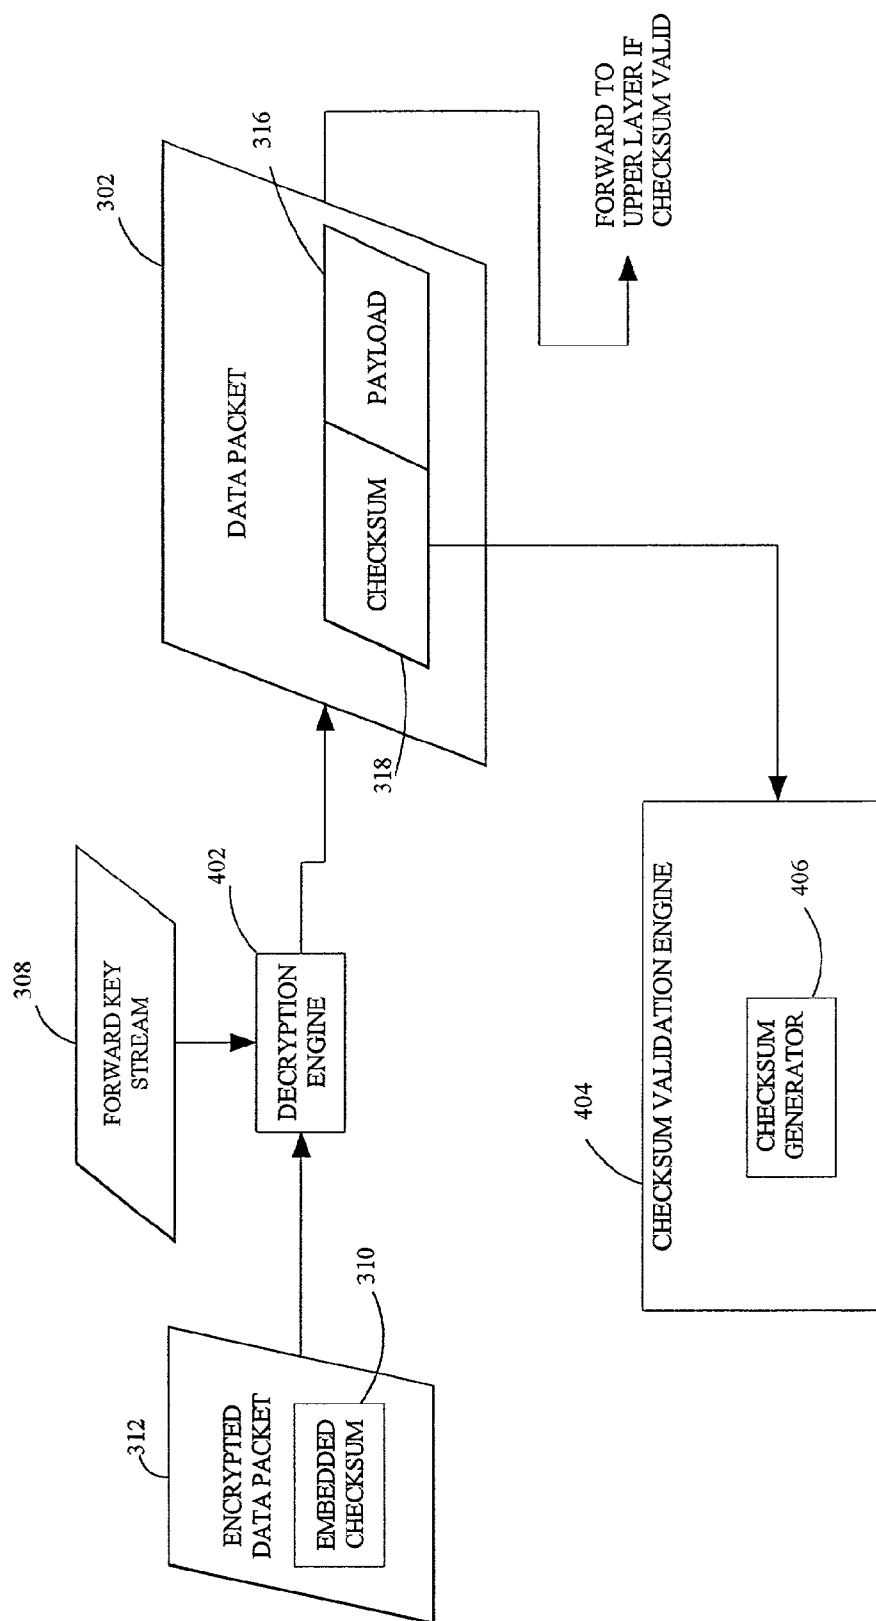 312
ENCRYPTED
DATA PACKET
EMBEDDED
CHECKSUM
310
308
FORWARD KEY
STREAM
402
DECRYPTION
ENGINE
302
DATA PACKET
316
CHECKSUM
PAYLOAD
318
FORWARD TO
UPPER LAYER IF
CHECKSUM VALID
404
CHECKSUM VALIDATION ENGINE
CHECKSUM
GENERATOR
406